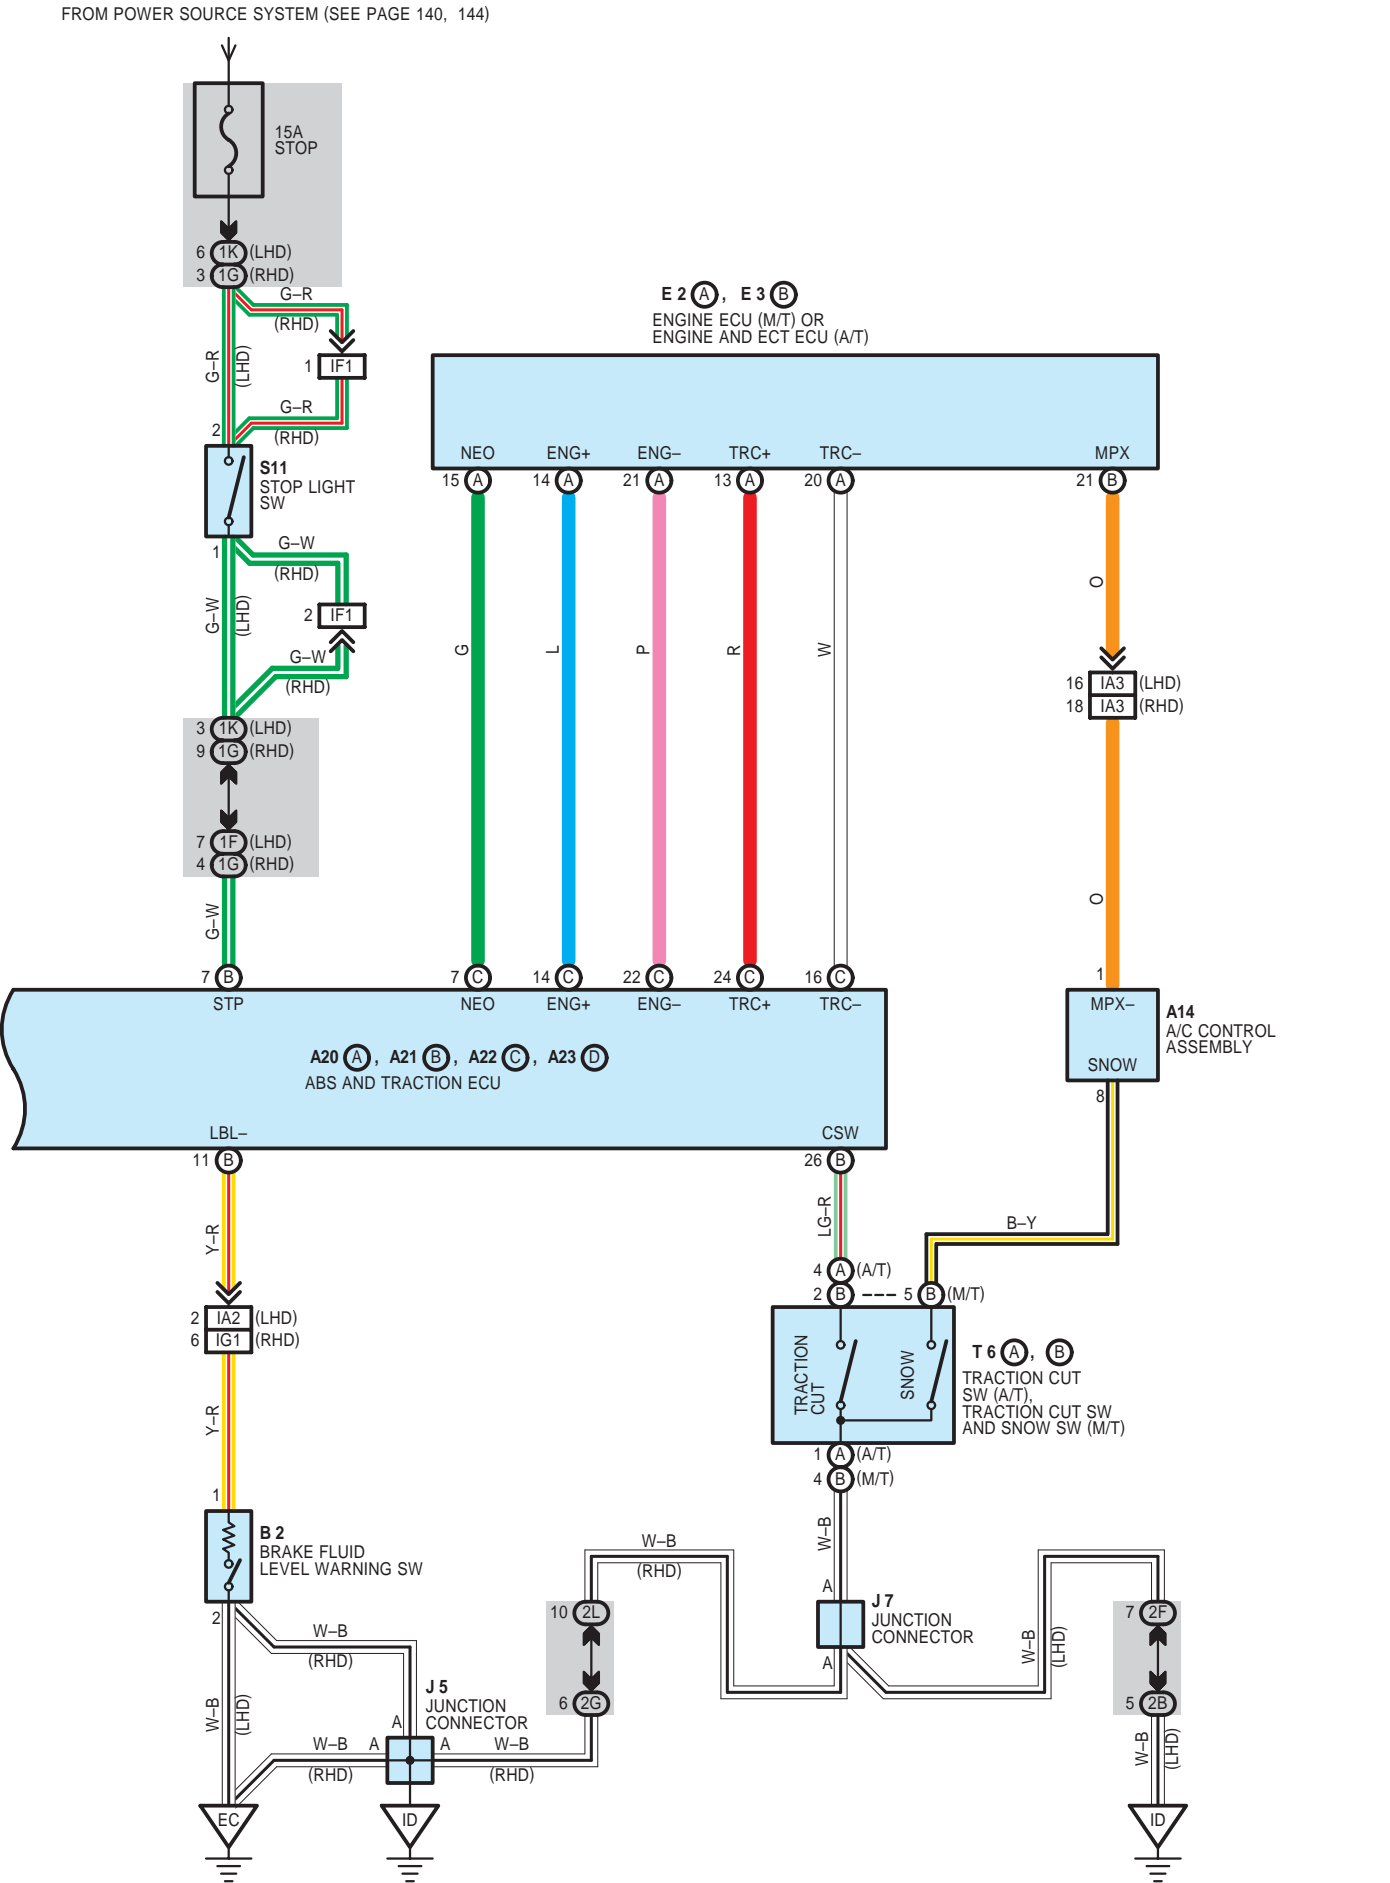 FROM POWER SOURCE SYSTEM (SEE PAGE 140, 144)
15A
STOP
6 1K (LHD)
3 1G (RHD)
G–R
(RHD)
G–R
(LHD)
1 IF1
G–R
(RHD)
2
S11
STOP LIGHT
SW
1
G–W
(RHD)
G–W
(LHD)
2 IF1
G–W
(RHD)
3 1K (LHD)
9 1G (RHD)
7 1F (LHD)
4 1G (RHD)
G–W
7 B
E 2 A , E 3 B
ENGINE ECU (M/T) OR
ENGINE AND ECT ECU (A/T)
NEO ENG+ ENG– TRC+ TRC– MPX
15 A 14 A 21 A 13 A 20 A 21 B
G L P R W O
16 IA3 (LHD)
18 IA3 (RHD)
O
7 C 14 C 22 C 24 C 16 C 1
STP NEO ENG+ ENG– TRC+ TRC– MPX–
A20 A , A21 B , A22 C , A23 D
ABS AND TRACTION ECU
LBL– CSW
A14
A/C CONTROL
ASSEMBLY
SNOW
8
11 B 26 B
Y–R
LG–R
B–Y
4 A (A/T)
2 B 5 B (M/T)
2 IA2 (LHD)
6 IG1 (RHD)
TRACTION
CUT
SNOW
T 6 A , B
TRACTION CUT
SW (A/T),
TRACTION CUT SW
AND SNOW SW (M/T)
Y–R
1 A (A/T)
4 B (M/T)
1
B 2
BRAKE FLUID
LEVEL WARNING SW
2
W–B
(RHD)
W–B
A
J 7
JUNCTION
CONNECTOR
A
10 2L
6 2G
W–B
(LHD)
7 2F
5 2B
W–B
(RHD)
W–B
(LHD)
J 5
JUNCTION
CONNECTOR
A
W–B A A W–B
(RHD) (RHD)
W–B
(LHD)
EC ID ID